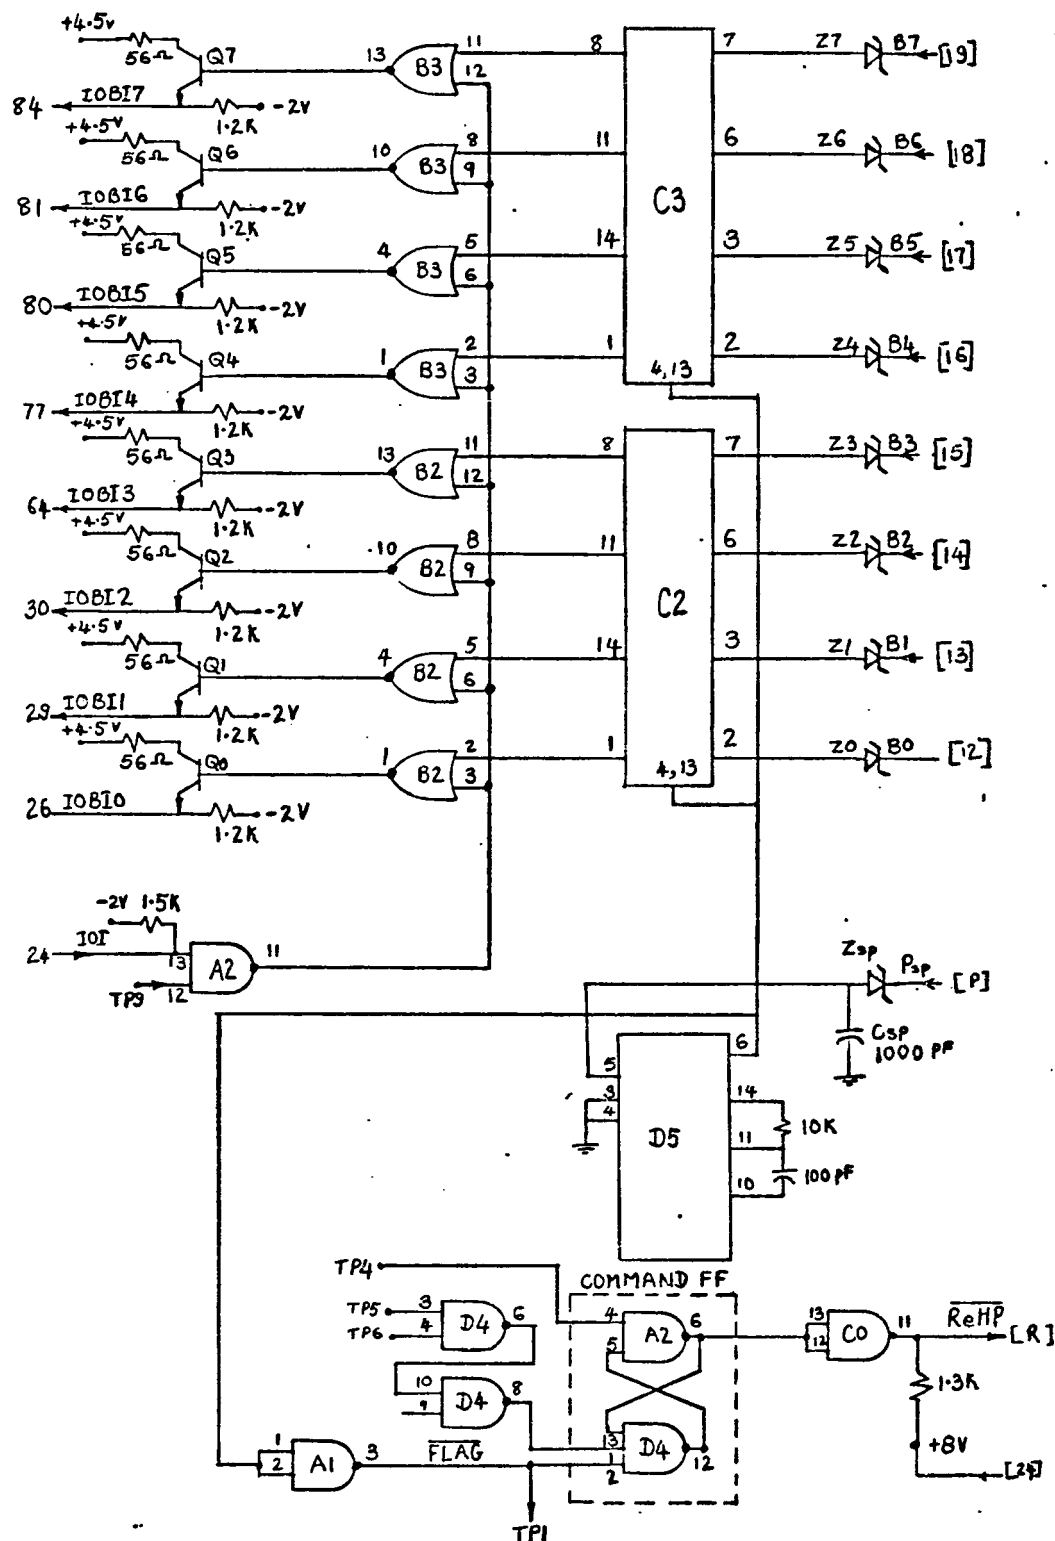 +4.5v
56Ω Q7 13 B3 11 12 8 7 Z7 B7 [19]
84 IOBI7 1.2K -2V
+4.5v
56Ω Q6 10 B3 8 9 11 6 Z6 B6 [18]
81 IOBI6 1.2K -2V
C3
+4.5v
56Ω Q5 4 B3 5 6 14 3 Z5 B5 [17]
80 IOBI5 1.2K -2V
+4.5v
56Ω Q4 1 B3 2 3 1 2 Z4 B4 [16]
4,13
77 IOBI4 1.2K -2V
+4.5v
56Ω Q3 13 B2 11 12 8 7 Z3 B3 [15]
64 IOBI3 1.2K -2V
+4.5v
56Ω Q2 10 B2 8 9 11 6 Z2 B2 [14]
30 IOBI2 1.2K -2V
C2
+4.5v
56Ω Q1 4 B2 5 6 14 3 Z1 B1 [13]
29 IOBI1 1.2K -2V
+4.5v
56Ω Q0 1 B2 2 3 1 2 Z0 B0 [12]
4,13
26 IOBI0 1.2K -2V
-2V 1.5K
24 IOI 13 A2 11
TP9 12
Zsp Psp [P]
Csp
1000 PF
5 6
3
4
D5
14
11
10
10K
100 PF
TP4
COMMAND FF
TP5 3 D4 6
TP6 4
10 D4 8
9
4 A2 6
5
13 D4 12
1
2
13 C0 11 ReHP [R]
12
1.3K
+8V
[24]
1 A1 3 FLAG
2
TP1